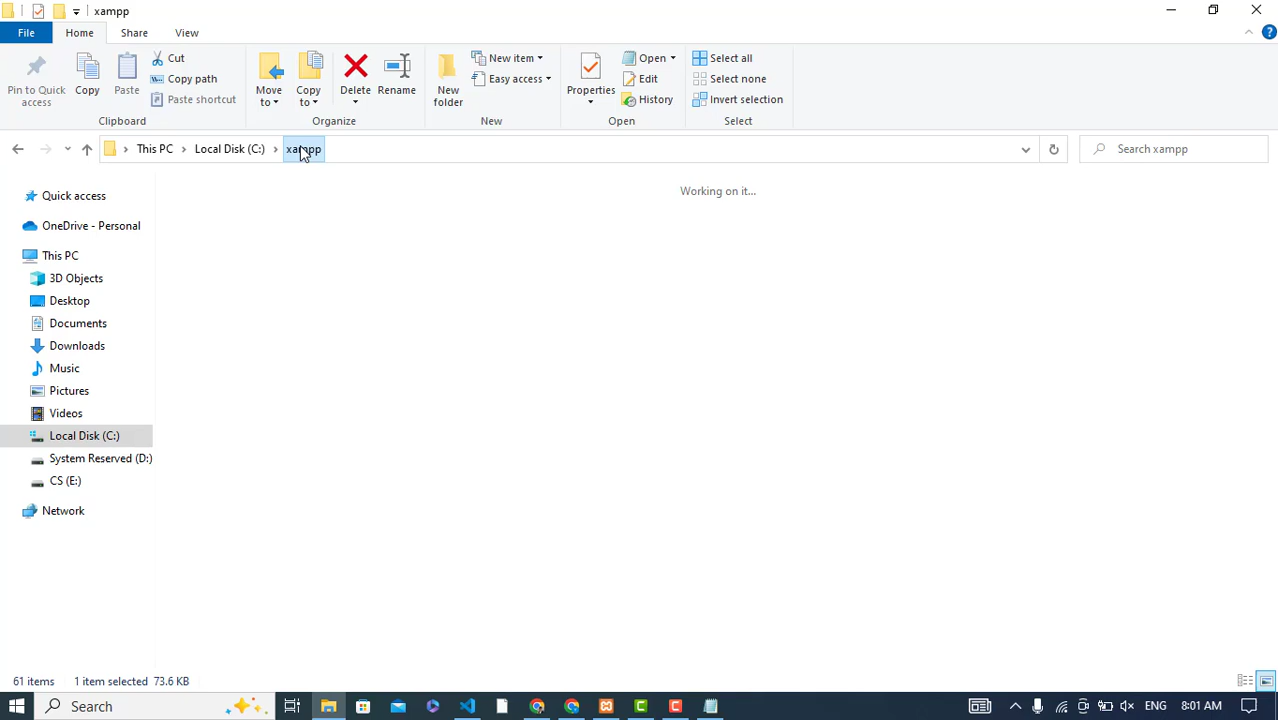 xampp
File Home Share View
Pin to Quick access
Copy
Paste
Cut
Copy path
Paste shortcut
Clipboard
Move to
Copy to
Delete
Rename
Organize
New folder
New item
Easy access
New
Properties
Open
Edit
History
Open
Select all
Select none
Invert selection
Select
This PC > Local Disk (C:) > xampp
Search xampp
Working on it...
Quick access
OneDrive - Personal
This PC
3D Objects
Desktop
Documents
Downloads
Music
Pictures
Videos
Local Disk (C:)
System Reserved (D:)
CS (E:)
Network
61 items 1 item selected 73.6 KB
Search
ENG 8:01 AM